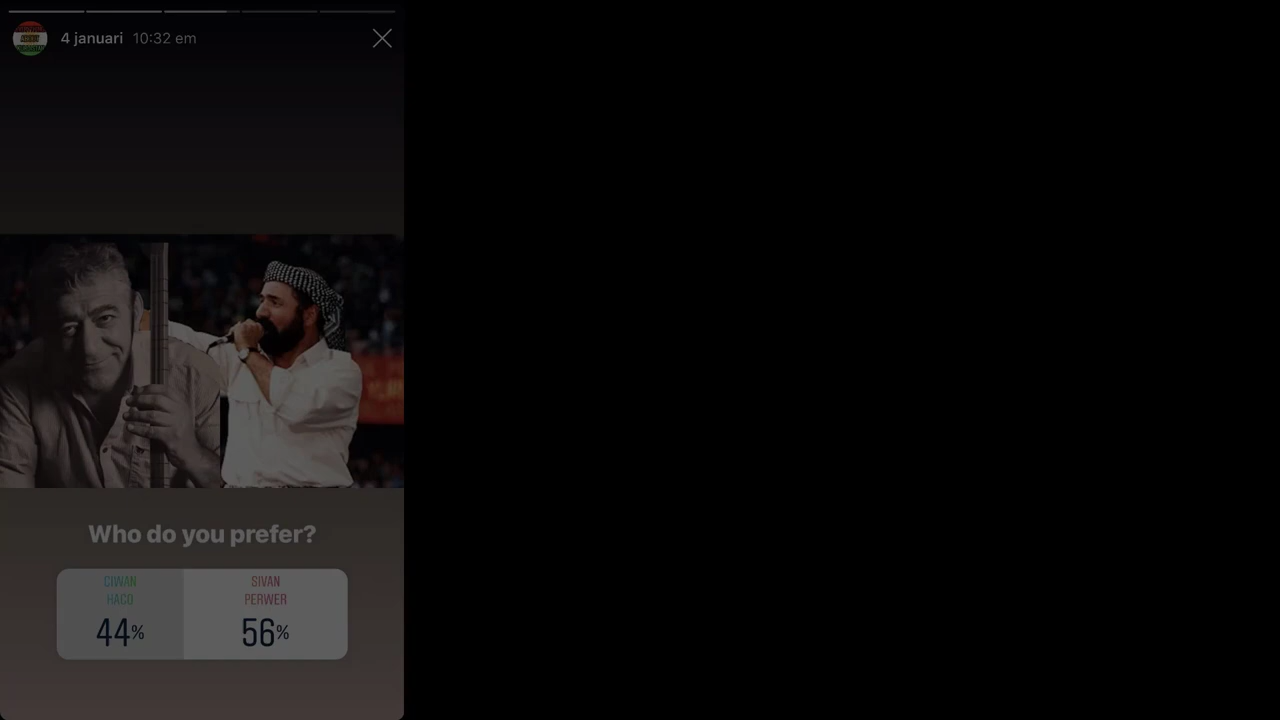 4 januari 10:32 em
Who do you prefer?
CIWAN
HACO
44%
SIVAN
PERWER
56%